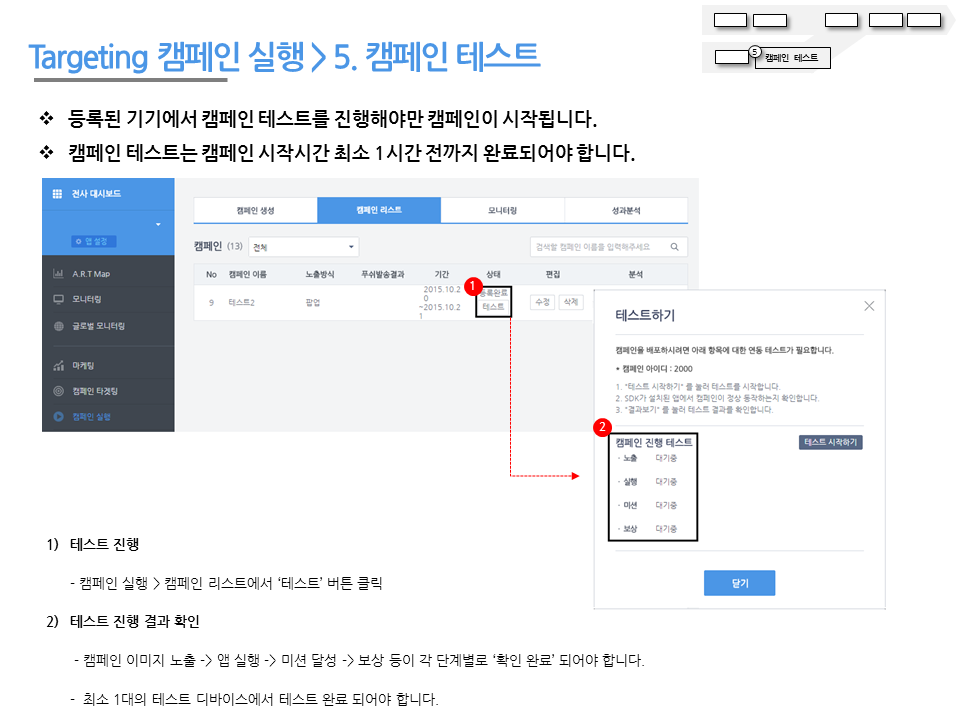 Targeting 캠페인 실행 > 5. 캠페인 테스트
5
캠페인 테스트
❖ 등록된 기기에서 캠페인 테스트를 진행해야만 캠페인이 시작됩니다.
❖ 캠페인 테스트는 캠페인 시작시간 최소 1시간 전까지 완료되어야 합니다.
전사 대시보드
앱 설정
A.R.T Map
모니터링
글로벌 모니터링
마케팅
캠페인 타겟팅
캠페인 실행
캠페인 생성 캠페인 리스트 모니터링 성과분석
캠페인 (13) 전체 검색할 캠페인 이름을 입력해주세요
No 캠페인 이름 노출방식 푸쉬발송결과 기간 상태 편집 분석
9 테스트2 팝업 2015.10.20 ~2015.10.21 등록완료 테스트 수정 삭제
1
테스트하기
캠페인을 배포하시려면 아래 항목에 대한 연동 테스트가 필요합니다.
• 캠페인 아이디 : 2000
1. "테스트 시작하기" 를 눌러 테스트를 시작합니다.
2. SDK가 설치된 앱에서 캠페인이 정상 동작하는지 확인합니다.
3. "결과보기" 를 눌러 테스트 결과를 확인합니다.
2
캠페인 진행 테스트 테스트 시작하기
· 노출 대기중
· 실행 대기중
· 미션 대기중
· 보상 대기중
닫기
1) 테스트 진행
- 캠페인 실행 > 캠페인 리스트에서 ‘테스트’ 버튼 클릭
2) 테스트 진행 결과 확인
- 캠페인 이미지 노출 -> 앱 실행 -> 미션 달성 -> 보상 등이 각 단계별로 ‘확인 완료’ 되어야 합니다.
- 최소 1대의 테스트 디바이스에서 테스트 완료 되어야 합니다.